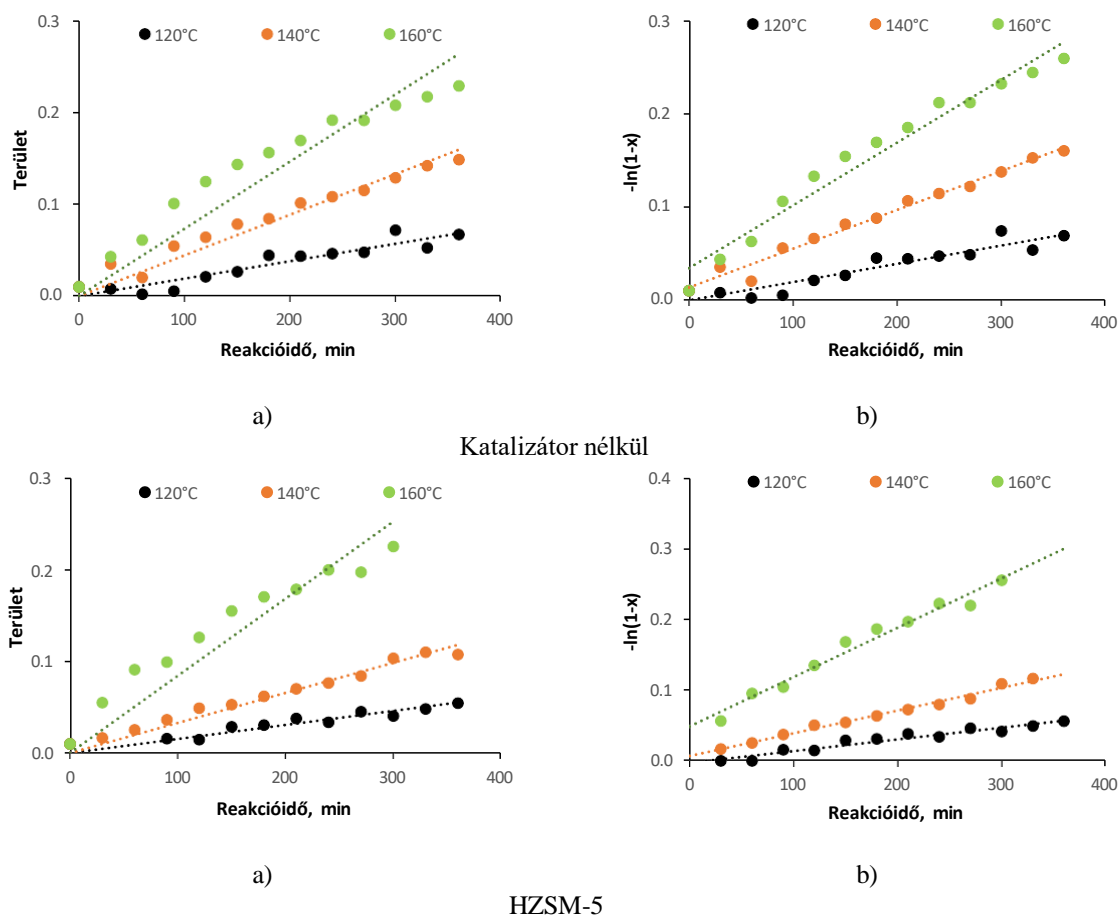 0.3
120°C 140°C 160°C
0.2
Terület
0.1
0.0
0 100 200 300 400
Reakcióidő, min
a)
0.3
120°C 140°C 160°C
0.2
-ln(1-x)
0.1
0.0
0 100 200 300 400
Reakcióidő, min
b)
Katalizátor nélkül
0.3
120°C 140°C 160°C
0.2
Terület
0.1
0.0
0 100 200 300 400
Reakcióidő, min
a)
0.4
120°C 140°C 160°C
0.3
-ln(1-x)
0.2
0.1
0.0
0 100 200 300 400
Reakcióidő, min
b)
HZSM-5